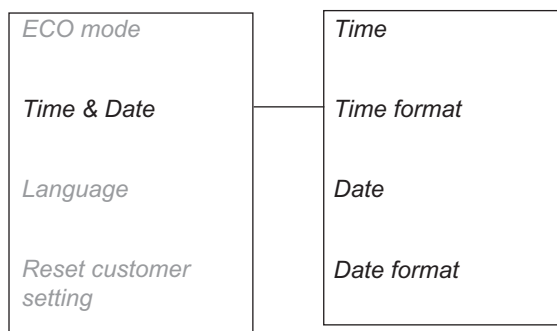 ECO mode
Time & Date
Language
Reset customer
setting
Time
Time format
Date
Date format